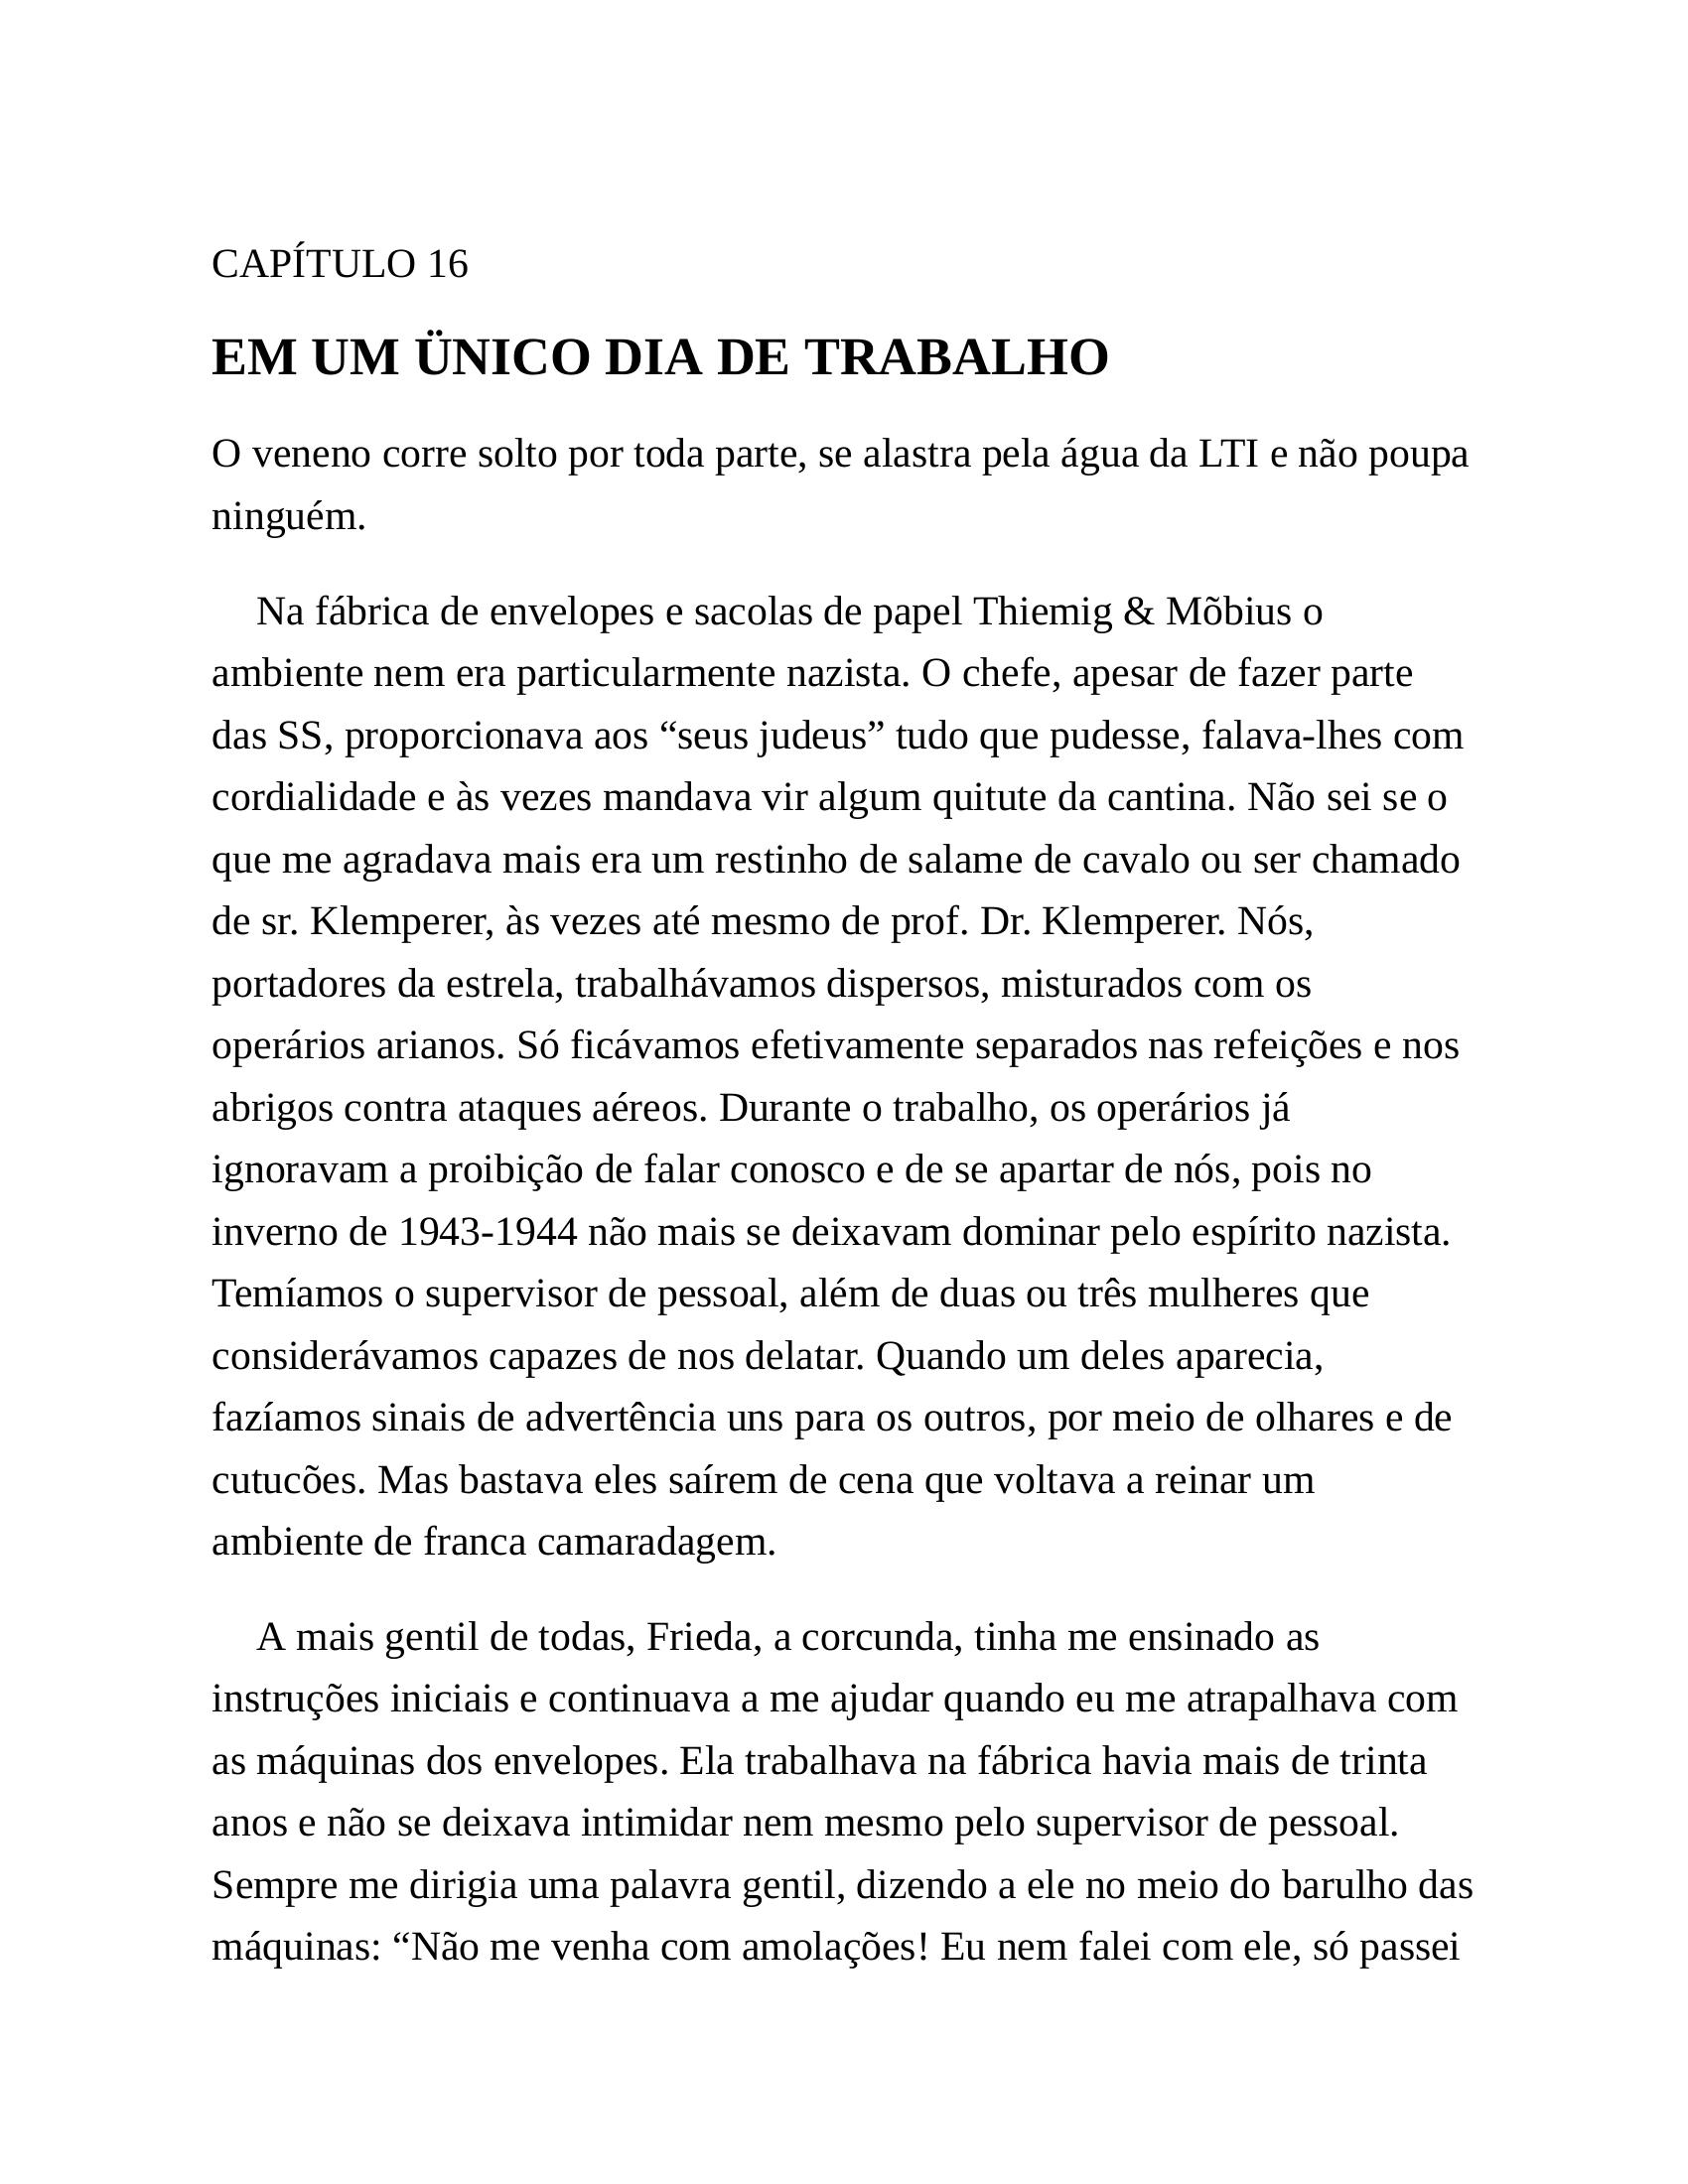 CAPÍTULO 16
EM UM ÜNICO DIA DE TRABALHO
O veneno corre solto por toda parte, se alastra pela água da LTI e não poupa
ninguém.
Na fábrica de envelopes e sacolas de papel Thiemig & Mõbius o
ambiente nem era particularmente nazista. O chefe, apesar de fazer parte
das SS, proporcionava aos “seus judeus” tudo que pudesse, falava-lhes com
cordialidade e às vezes mandava vir algum quitute da cantina. Não sei se o
que me agradava mais era um restinho de salame de cavalo ou ser chamado
de sr. Klemperer, às vezes até mesmo de prof. Dr. Klemperer. Nós,
portadores da estrela, trabalhávamos dispersos, misturados com os
operários arianos. Só ficávamos efetivamente separados nas refeições e nos
abrigos contra ataques aéreos. Durante o trabalho, os operários já
ignoravam a proibição de falar conosco e de se apartar de nós, pois no
inverno de 1943-1944 não mais se deixavam dominar pelo espírito nazista.
Temíamos o supervisor de pessoal, além de duas ou três mulheres que
considerávamos capazes de nos delatar. Quando um deles aparecia,
fazíamos sinais de advertência uns para os outros, por meio de olhares e de
cutucões. Mas bastava eles saírem de cena que voltava a reinar um
ambiente de franca camaradagem.
A mais gentil de todas, Frieda, a corcunda, tinha me ensinado as
instruções iniciais e continuava a me ajudar quando eu me atrapalhava com
as máquinas dos envelopes. Ela trabalhava na fábrica havia mais de trinta
anos e não se deixava intimidar nem mesmo pelo supervisor de pessoal.
Sempre me dirigia uma palavra gentil, dizendo a ele no meio do barulho das
máquinas: “Não me venha com amolações! Eu nem falei com ele, só passei